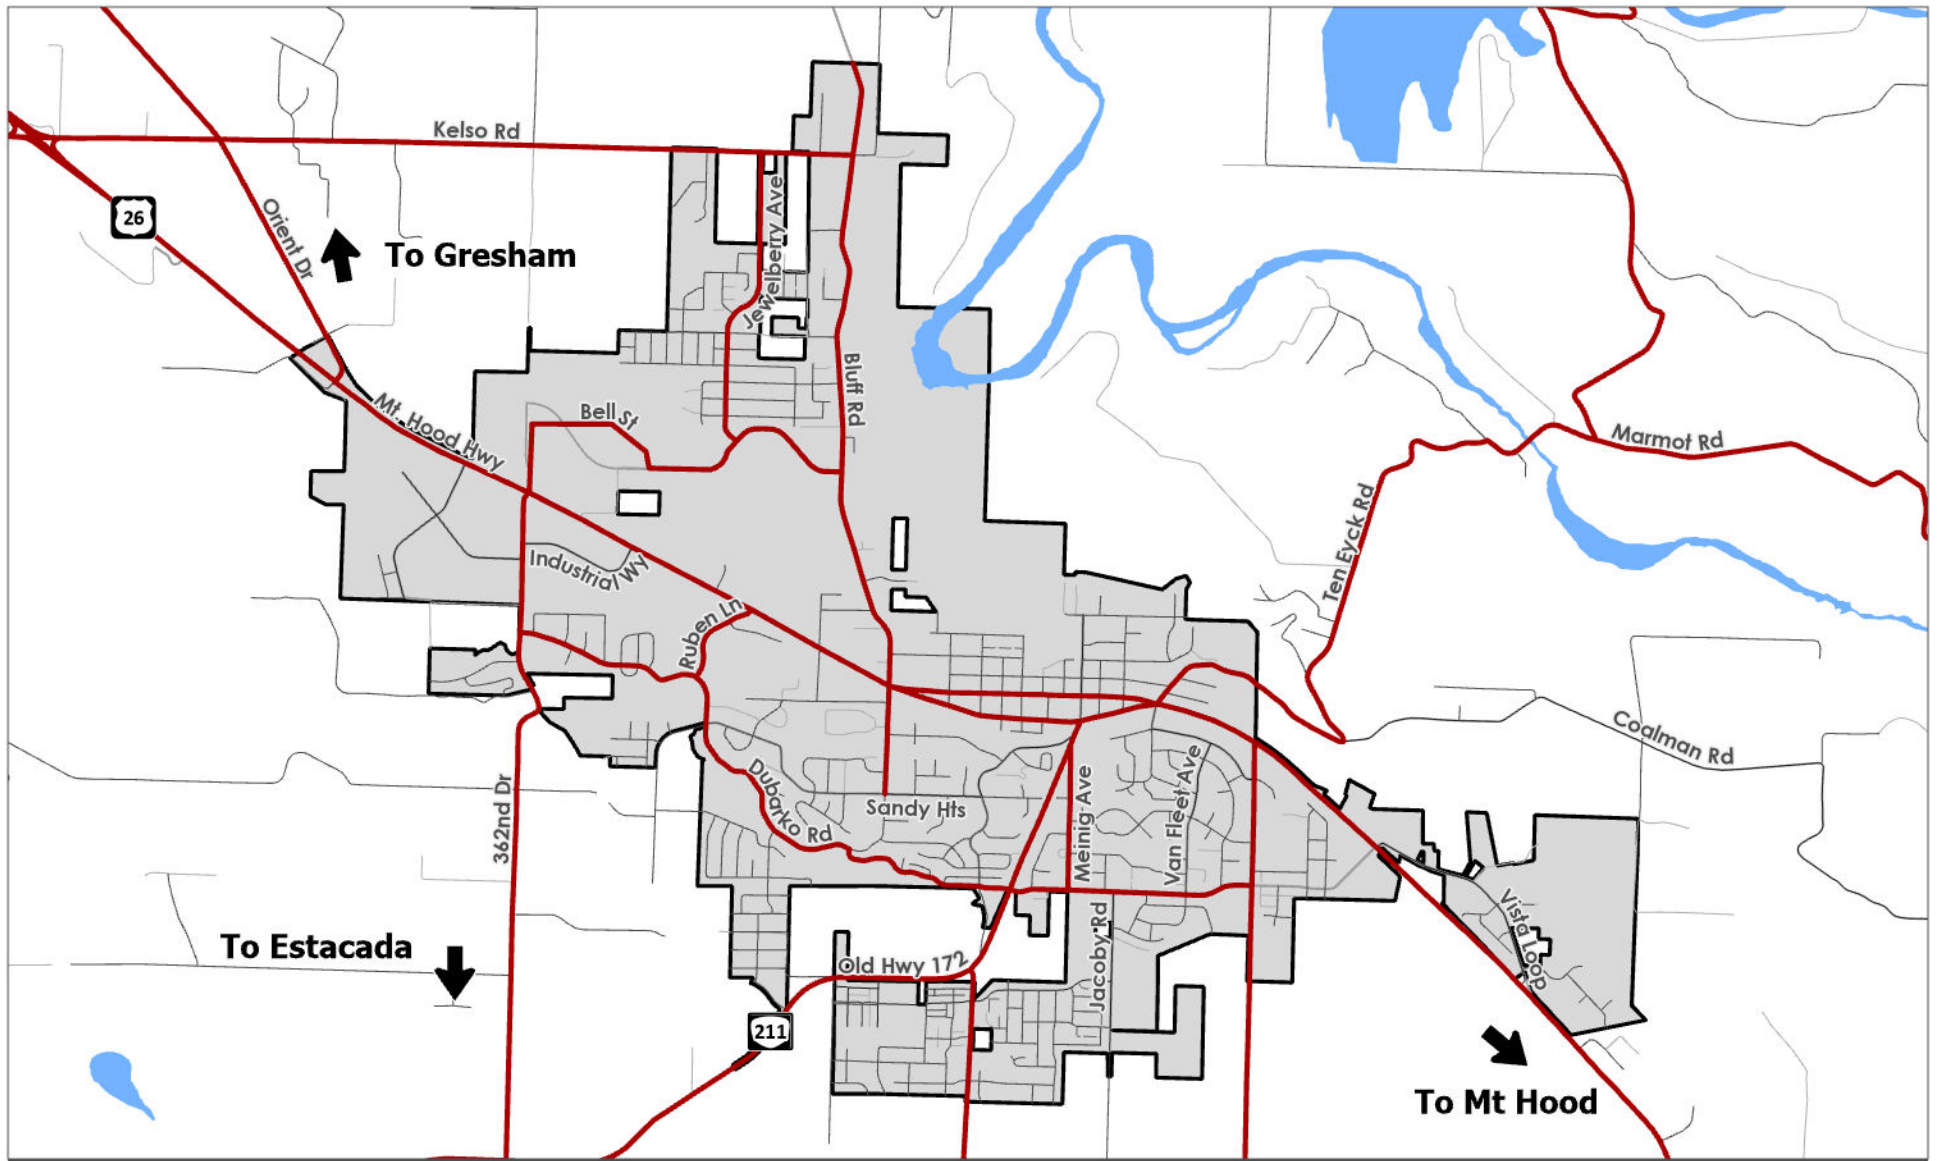 Kelso Rd
26
Orient Dr
To Gresham
Jewelberry Ave
Bluff Rd
Mt. Hood Hwy
Bell St
Marmot Rd
Ten Eyck Rd
Industrial Wy
Ruben Ln
Coalman Rd
362nd Dr
Dubarko Rd
Sandy Hts
Meinig Ave
Van Fleet Ave
Vista Loop
To Estacada
Old Hwy 172
Jacoby Rd
211
To Mt Hood